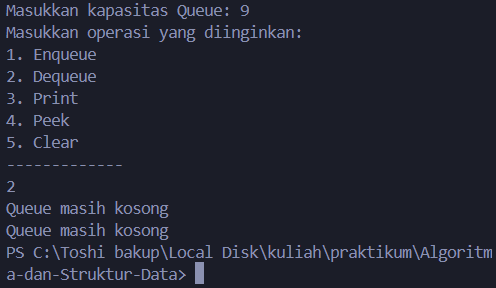 Masukkan kapasitas Queue: 9
Masukkan operasi yang diinginkan:
1. Enqueue
2. Dequeue
3. Print
4. Peek
5. Clear
-------------
2
Queue masih kosong
Queue masih kosong
PS C:\Toshi bakup\Local Disk\kuliah\praktikum\Algoritm
a-dan-Struktur-Data>